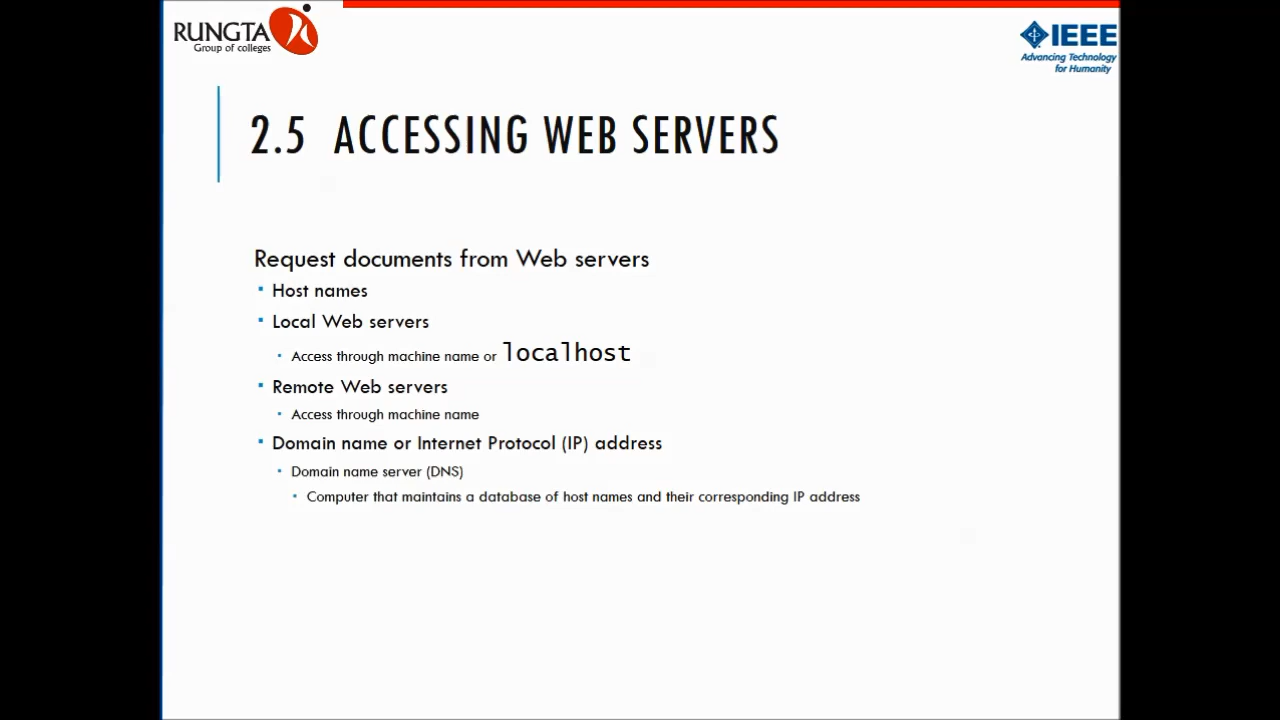 RUNGTA
Group of colleges
IEEE
Advancing Technology
for Humanity
2.5 ACCESSING WEB SERVERS
Request documents from Web servers
▪ Host names
▪ Local Web servers
▪ Access through machine name or localhost
▪ Remote Web servers
▪ Access through machine name
▪ Domain name or Internet Protocol (IP) address
▪ Domain name server (DNS)
▪ Computer that maintains a database of host names and their corresponding IP address